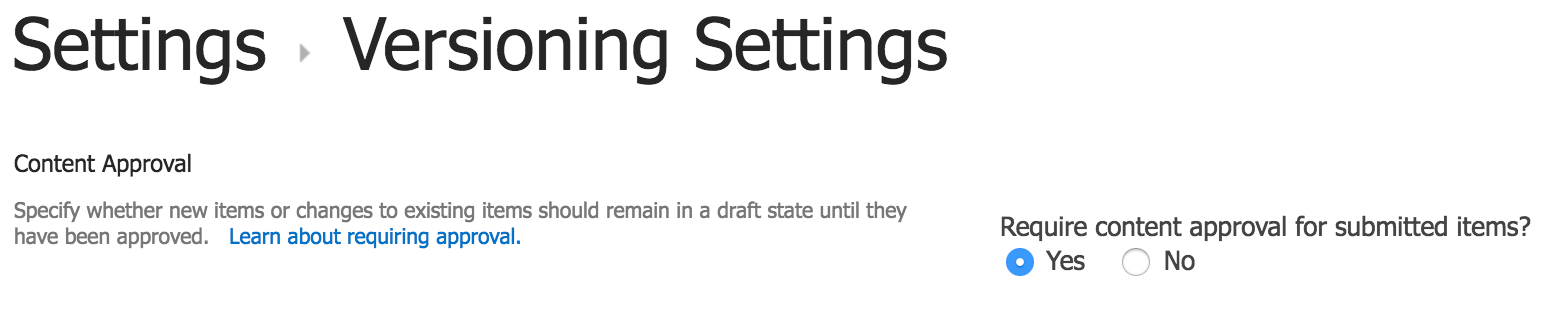 Settings Versioning Settings
Content Approval
Specify whether new items or changes to existing items should remain in a draft state until they
have been approved. Learn about requiring approval.
Require content approval for submitted items?
Yes No